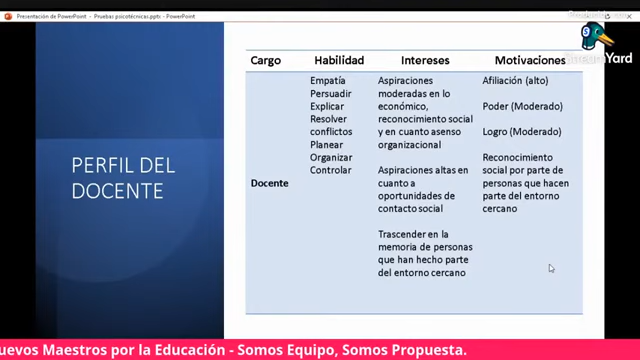 Presentación de PowerPoint - Pruebas psicotécnicas.pptx - PowerPoint
PERFIL DEL
DOCENTE
Cargo
Habilidad
Intereses
Motivaciones
Docente
Empatía
Persuadir
Explicar
Resolver
conflictos
Planear
Organizar
Controlar
Aspiraciones
moderadas en lo
económico,
reconocimiento social
y en cuanto asenso
organizacional
Aspiraciones altas en
cuanto a
oportunidades de
contacto social
Trascender en la
memoria de personas
que han hecho parte
del entorno cercano
Afiliación (alto)
Poder (Moderado)
Logro (Moderado)
Reconocimiento
social por parte de
personas que hacen
parte del entorno
cercano
uevos Maestros por la Educación - Somos Equipo, Somos Propuesta.